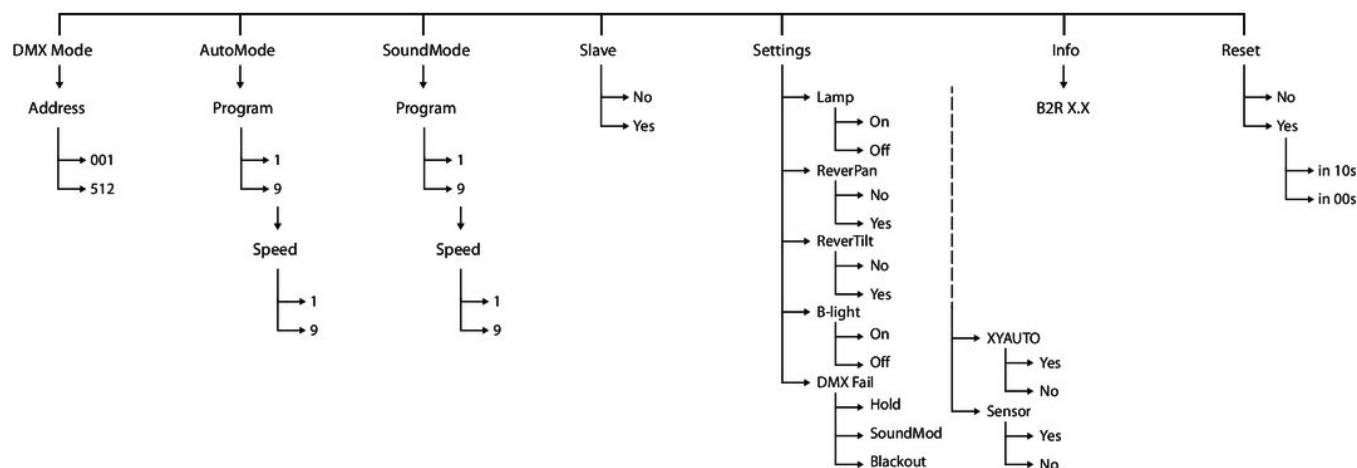 DMX Mode
Address
001
512
AutoMode
Program
1
9
Speed
1
9
SoundMode
Program
1
9
Speed
1
9
Slave
No
Yes
Settings
Lamp
On
Off
ReverPan
No
Yes
ReverTilt
No
Yes
B-light
On
Off
DMX Fail
Hold
SoundMod
Blackout
XYAUTO
Yes
No
Sensor
Yes
No
Info
B2R X.X
Reset
No
Yes
in 10s
in 00s